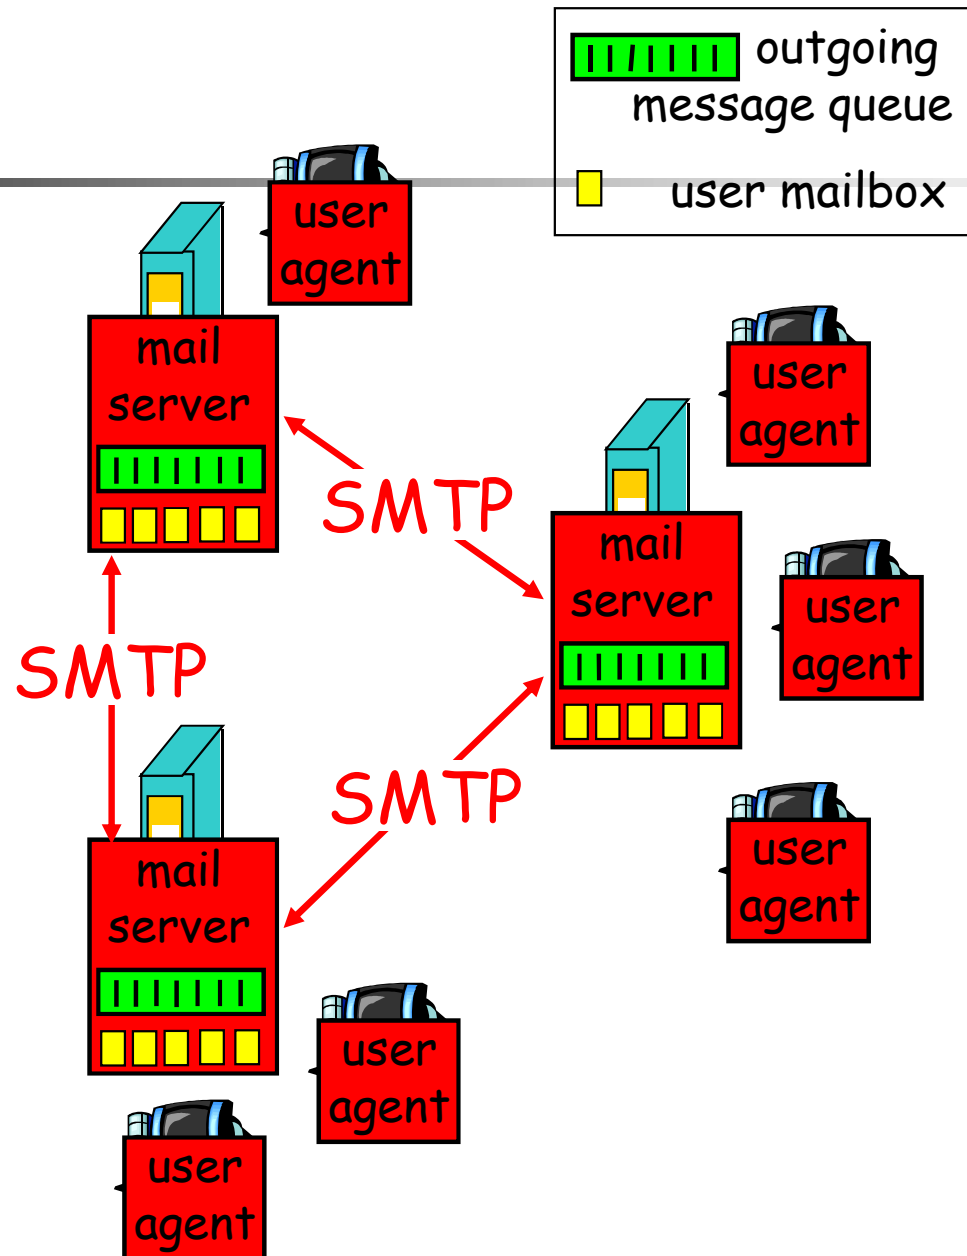 outgoing
message queue
user mailbox
user
agent
mail
server
user
agent
SMTP
mail
server
user
agent
SMTP
SMTP
user
agent
mail
server
user
agent
user
agent